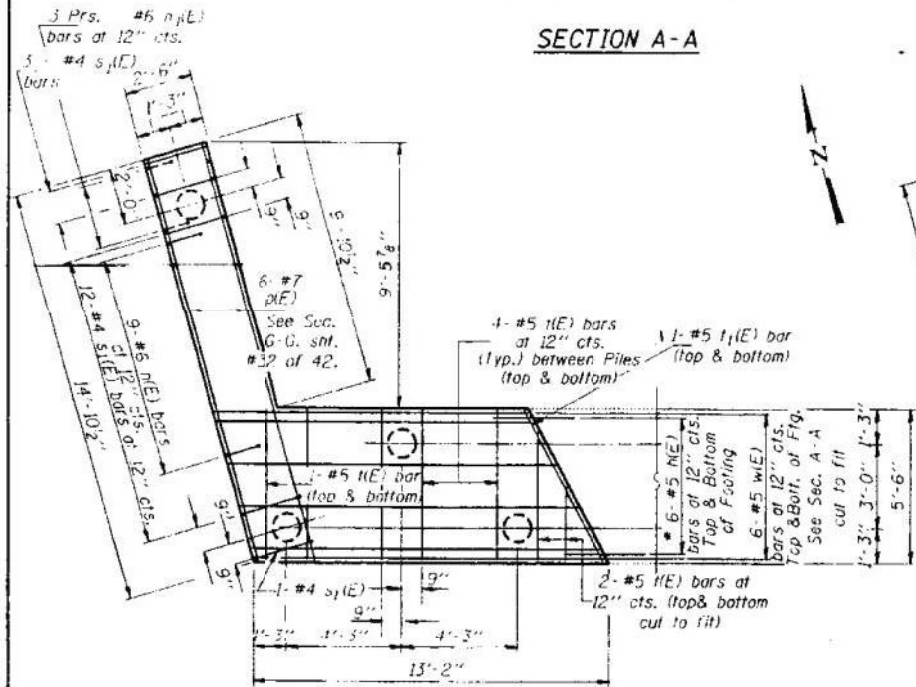 SECTION A-A
3 Prs. #6 n₁(E)
bars at 12" cts.
3 - #4 s₁(E)
bars
2'-6"
1'-3"
2'-0"
9"
9"
9'-5 7/8"
N
6- #7
p(E)
See Sec.
G-G. sht.
#32 of 42.
12- #4 s₁(E) bars at 12" cts.
9- #6 n(E) bars
at 12" cts.
14'-10½"
4- #5 t(E) bars
at 12" cts.
(typ.) between Piles
(top & bottom)
1- #5 t₁(E) bar
(top & bottom)
1- #5 t(E) bar
(top & bottom)
* 6- #5 h(E)
bars at 12" cts.
Top & Bottom
of Footing
6- #5 w(E)
bars at 12" cts.
Top & Bott. of Ftg.
See Sec. A-A
cut to fit
1'-3"
3'-0"
1'-3"
5'-6"
9"
9"
1- #4 s₁(E)
9"
9"
2- #5 t(E) bars at
12" cts. (top & bottom
cut to fit)
4'-3"
4'-3"
13'-2"